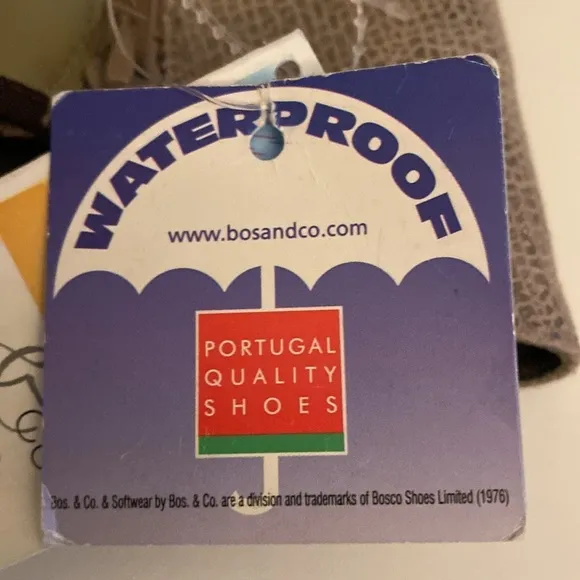 WATERPROOF
www.bosandco.com
PORTUGAL
QUALITY
SHOES
Bos. & Co. & Softwear by Bos. & Co. are a division and trademarks of Bosco Shoes Limited (1976)